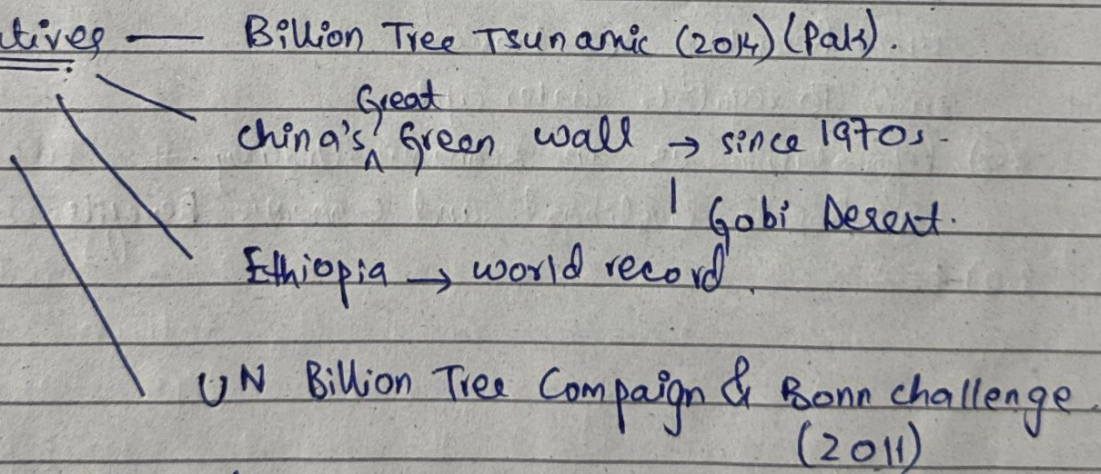 tives — Billion Tree Tsunamic (2014) (Pak).
Great
China's ^ Green wall → since 1970s.
Gobi Desert.
Ethiopia → world record.
UN Billion Tree Compaign & Bonn challenge.
(2011)